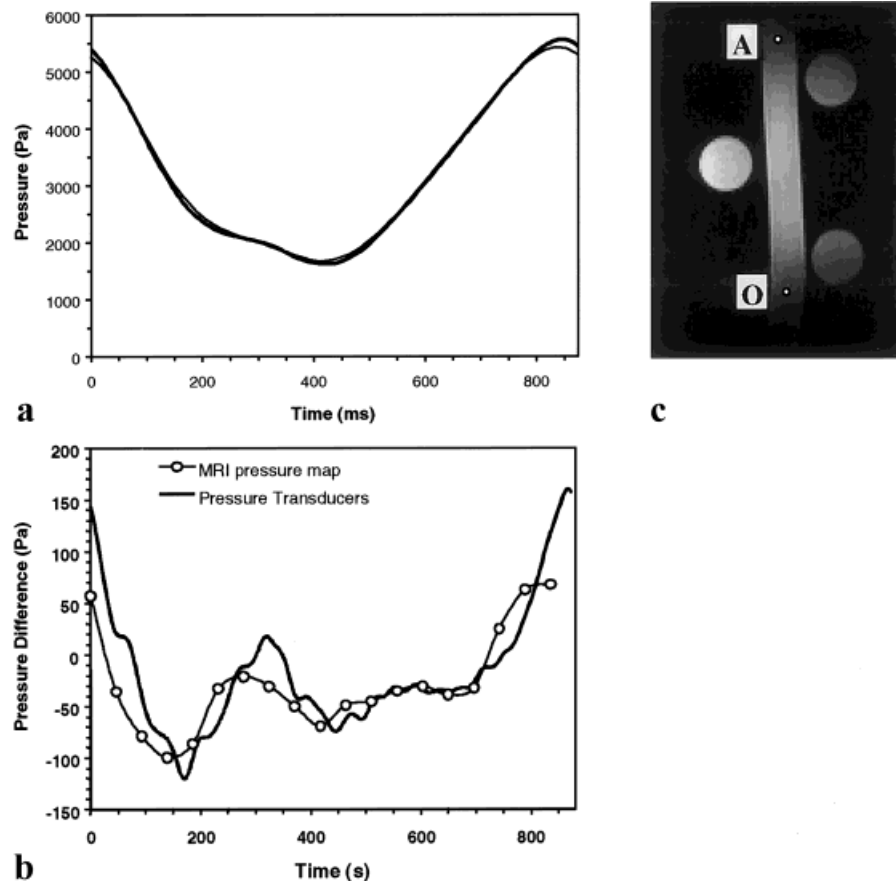 6000
5000
4000
3000
2000
1000
0
Pressure (Pa)
0 200 400 600 800
Time (ms)
a
A
O
c
200
150
100
50
0
-50
-100
-150
Pressure Difference (Pa)
MRI pressure map
Pressure Transducers
0 200 400 600 800
Time (s)
b